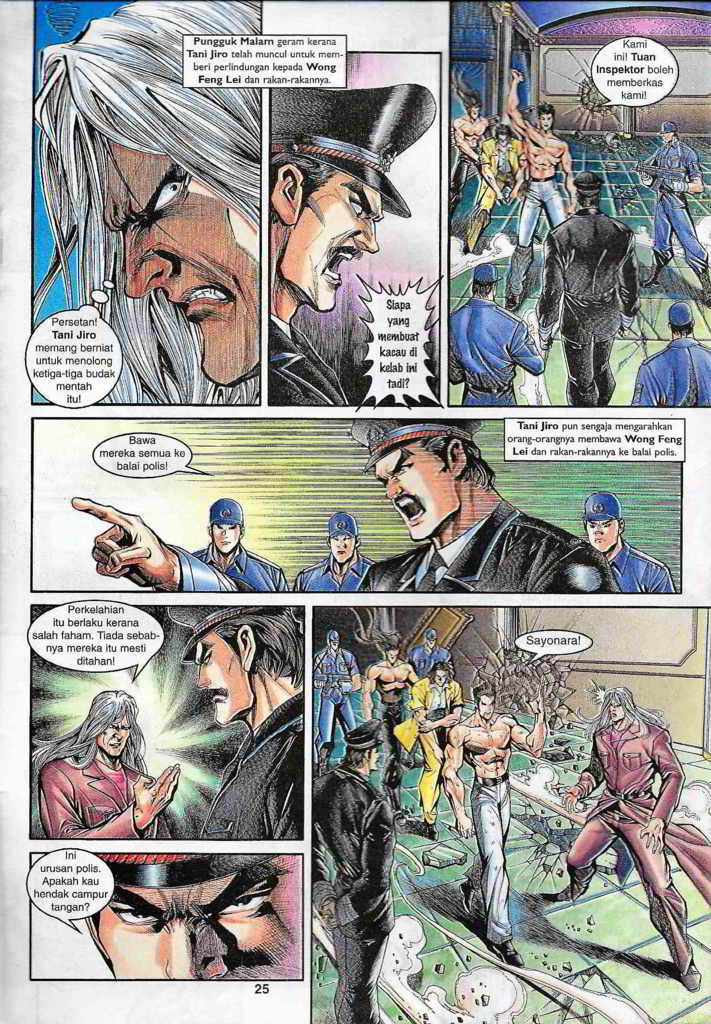 Pungguk Malam geram kerana
Tani Jiro telah muncul untuk mem-
beri perlindungan kepada Wong
Feng Lei dan rakan-rakannya.
Persetan!
Tani Jiro
memang berniat
untuk menolong
ketiga-tiga budak
mentah
itu!
Siapa
yang
membuat
kacau di
kelab ini
tadi?
Kami
ini! Tuan
Inspektor boleh
memberkas
kami!
Bawa
mereka semua ke
balai polis!
Tani Jiro pun sengaja mengarahkan
orang-orangnya membawa Wong Feng
Lei dan rakan-rakannya ke balai polis.
Perkelahian
itu berlaku kerana
salah faham. Tiada sebab-
nya mereka itu mesti
ditahan!
Sayonara!
Ini
urusan polis.
Apakah kau
hendak campur
tangan?
25